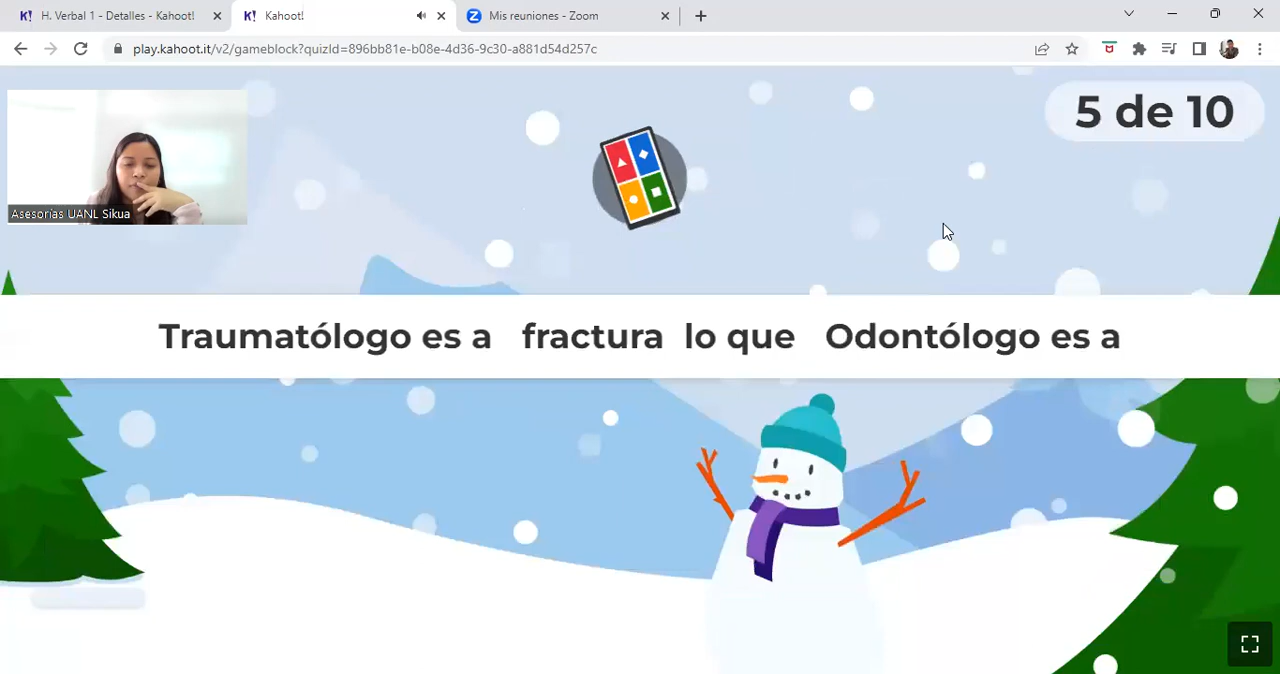 H. Verbal 1 - Detalles - Kahoot!
Kahoot!
Mis reuniones - Zoom
play.kahoot.it/v2/gameblock?quizId=896bb81e-b08e-4d36-9c30-a881d54d257c
5 de 10
Asesorías UANL Sikua
Traumatólogo es a fractura lo que Odontólogo es a